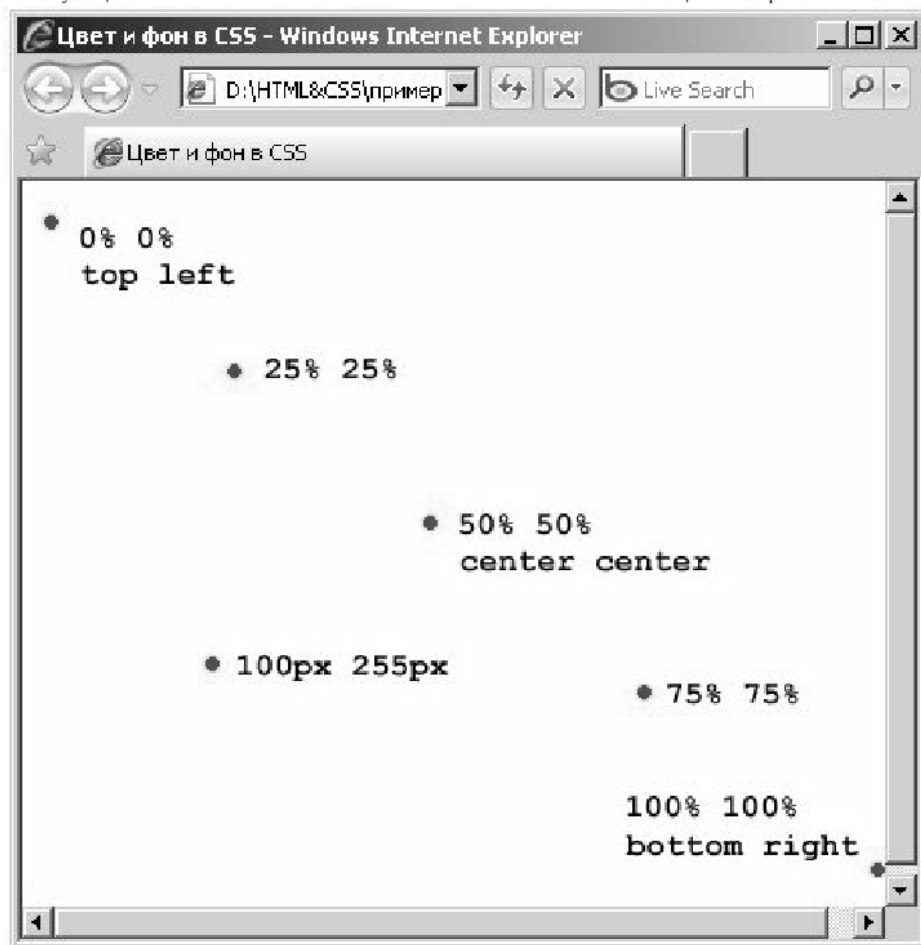 Цвет и фон в CSS - Windows Internet Explorer
D:\HTML&CSS\пример
Live Search
Цвет и фон в CSS
0% 0%
top left
25% 25%
50% 50%
center center
100px 255px
75% 75%
100% 100%
bottom right